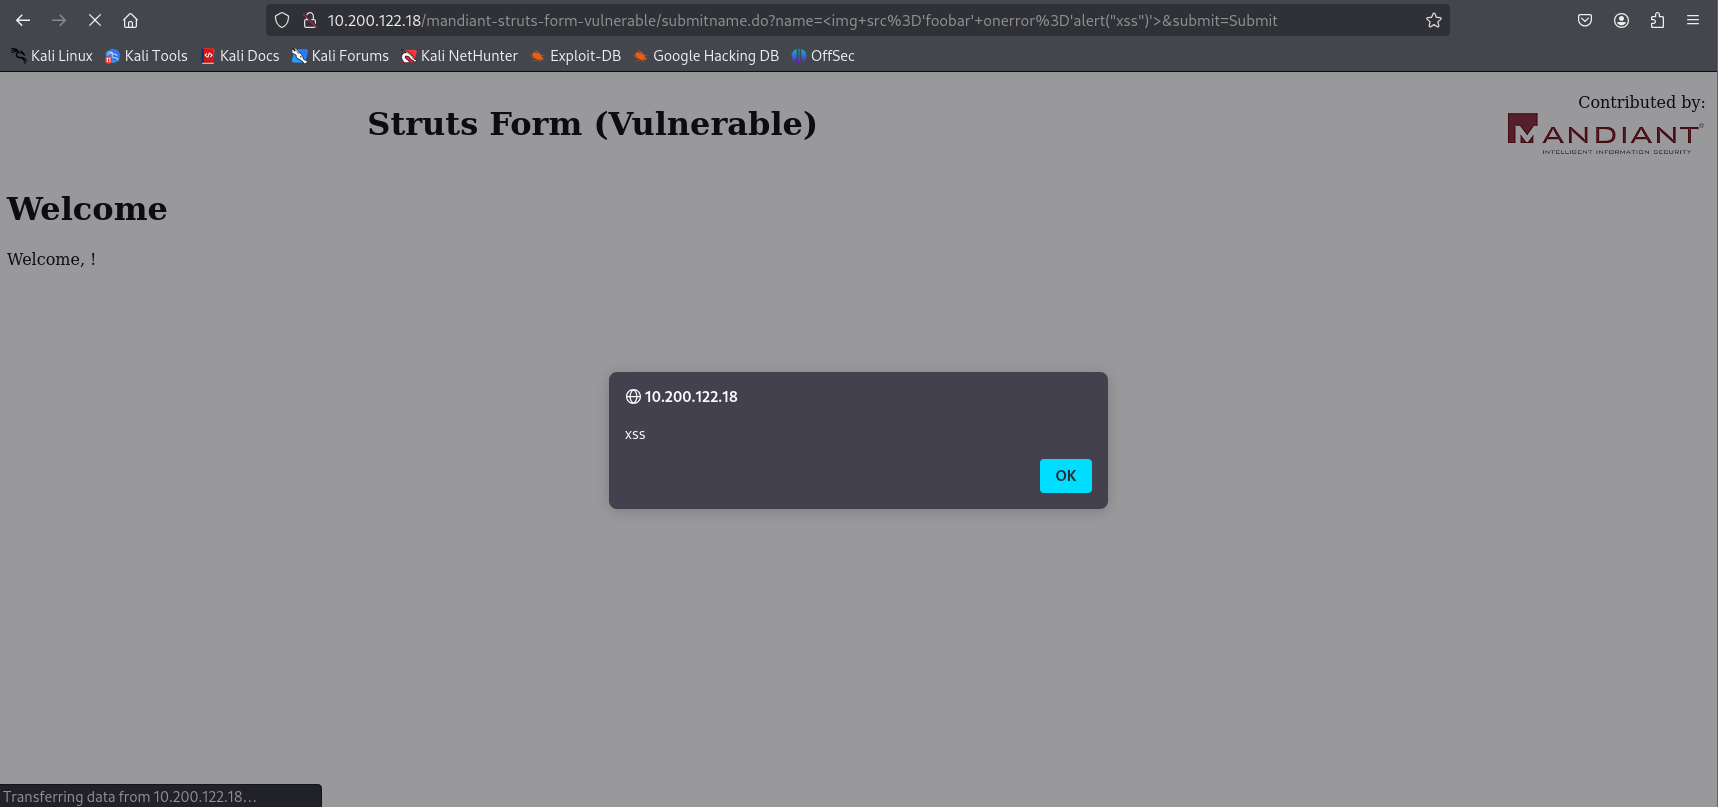 10.200.122.18/mandiant-struts-form-vulnerable/submitname.do?name=<img+src%3D'foobar'+onerror%3D'alert("xss")'>&submit=Submit
Kali Linux Kali Tools Kali Docs Kali Forums Kali NetHunter Exploit-DB Google Hacking DB OffSec
Contributed by:
Struts Form (Vulnerable)
MANDIANT®
INTELLIGENT INFORMATION SECURITY
Welcome
Welcome, !
10.200.122.18
xss
OK
Transferring data from 10.200.122.18…